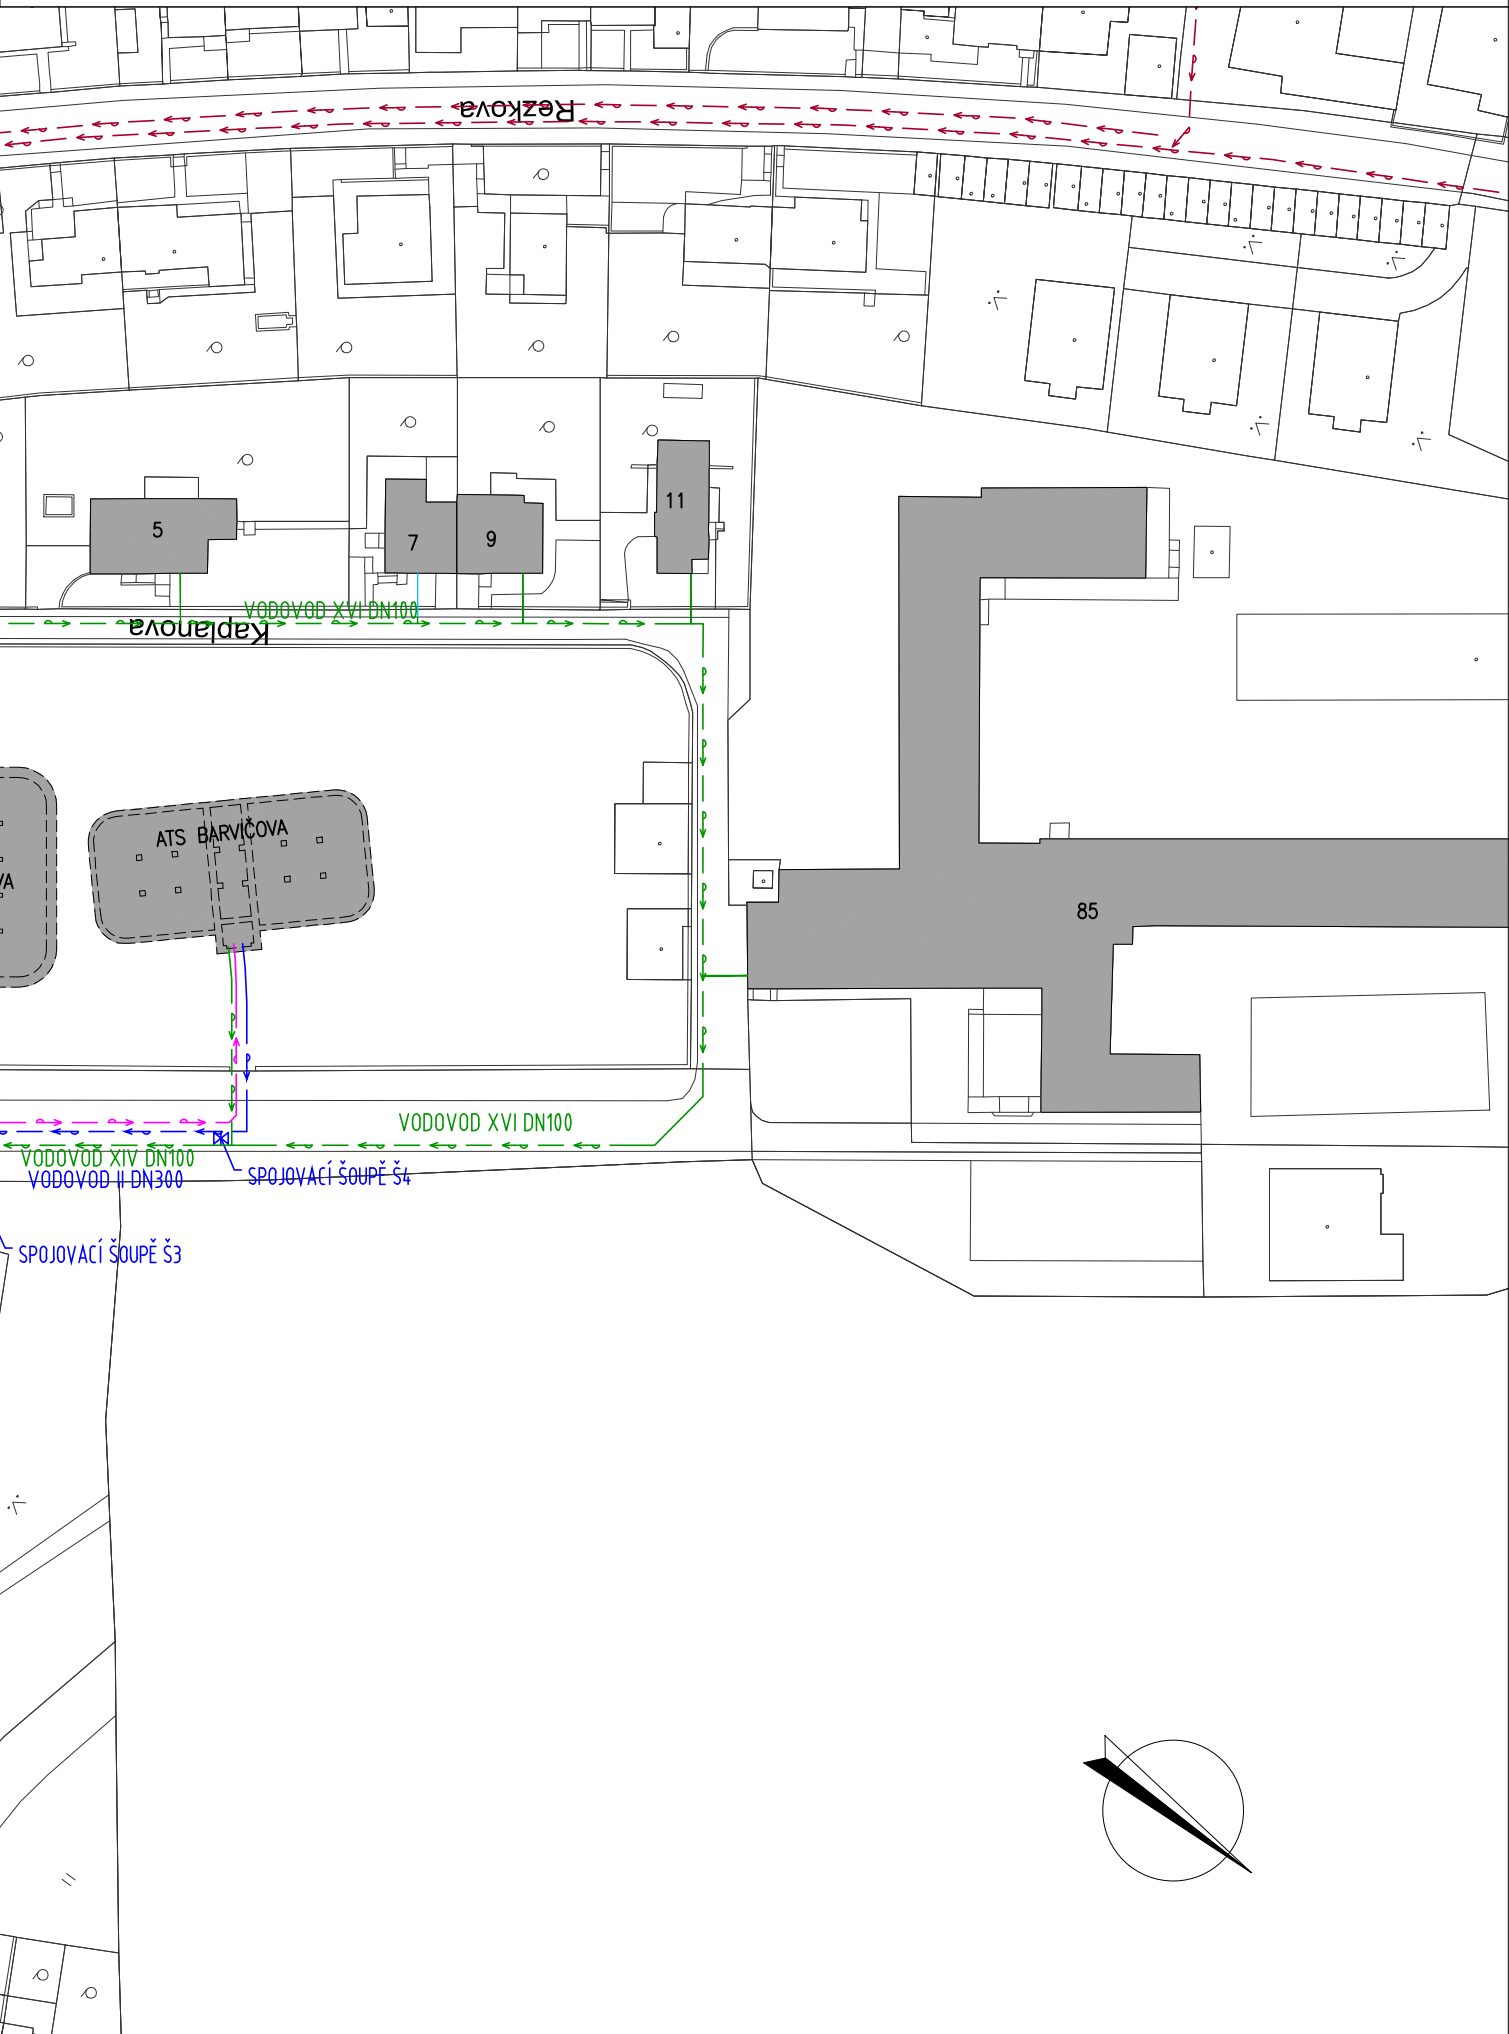 Rezkova
5
7
9
11
VODOVOD XVI DN100
Kaplanova
ATS BARVIČOVA
VA
85
VODOVOD XVI DN100
VODOVOD XIV DN100
VODOVOD II DN300
SPOJOVACÍ ŠOUPĚ Š4
SPOJOVACÍ ŠOUPĚ Š3